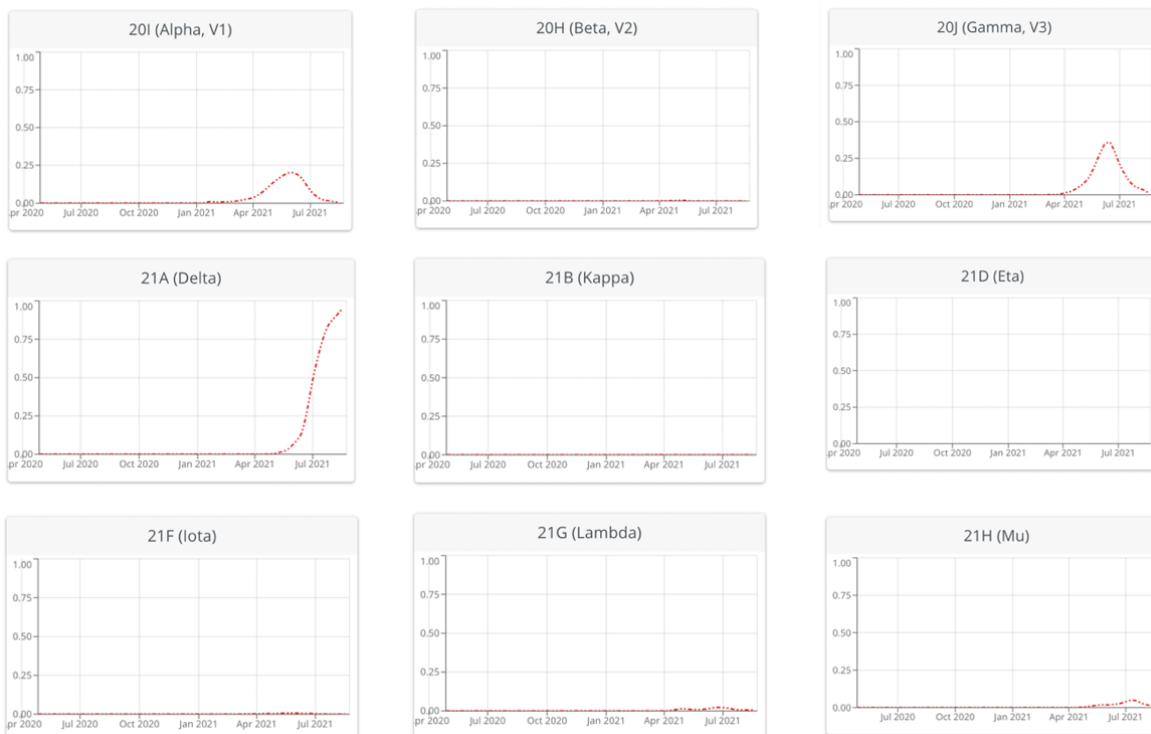 20I (Alpha, V1)
1.00
0.75
0.50
0.25
0.00
pr 2020 Jul 2020 Oct 2020 Jan 2021 Apr 2021 Jul 2021
20H (Beta, V2)
1.00
0.75
0.50
0.25
0.00
pr 2020 Jul 2020 Oct 2020 Jan 2021 Apr 2021 Jul 2021
20J (Gamma, V3)
1.00
0.75
0.50
0.25
0.00
pr 2020 Jul 2020 Oct 2020 Jan 2021 Apr 2021 Jul 2021
21A (Delta)
1.00
0.75
0.50
0.25
0.00
pr 2020 Jul 2020 Oct 2020 Jan 2021 Apr 2021 Jul 2021
21B (Kappa)
1.00
0.75
0.50
0.25
0.00
pr 2020 Jul 2020 Oct 2020 Jan 2021 Apr 2021 Jul 2021
21D (Eta)
1.00
0.75
0.50
0.25
0.00
pr 2020 Jul 2020 Oct 2020 Jan 2021 Apr 2021 Jul 2021
21F (Iota)
1.00
0.75
0.50
0.25
0.00
pr 2020 Jul 2020 Oct 2020 Jan 2021 Apr 2021 Jul 2021
21G (Lambda)
1.00
0.75
0.50
0.25
0.00
pr 2020 Jul 2020 Oct 2020 Jan 2021 Apr 2021 Jul 2021
21H (Mu)
1.00
0.75
0.50
0.25
0.00
Jul 2020 Oct 2020 Jan 2021 Apr 2021 Jul 2021